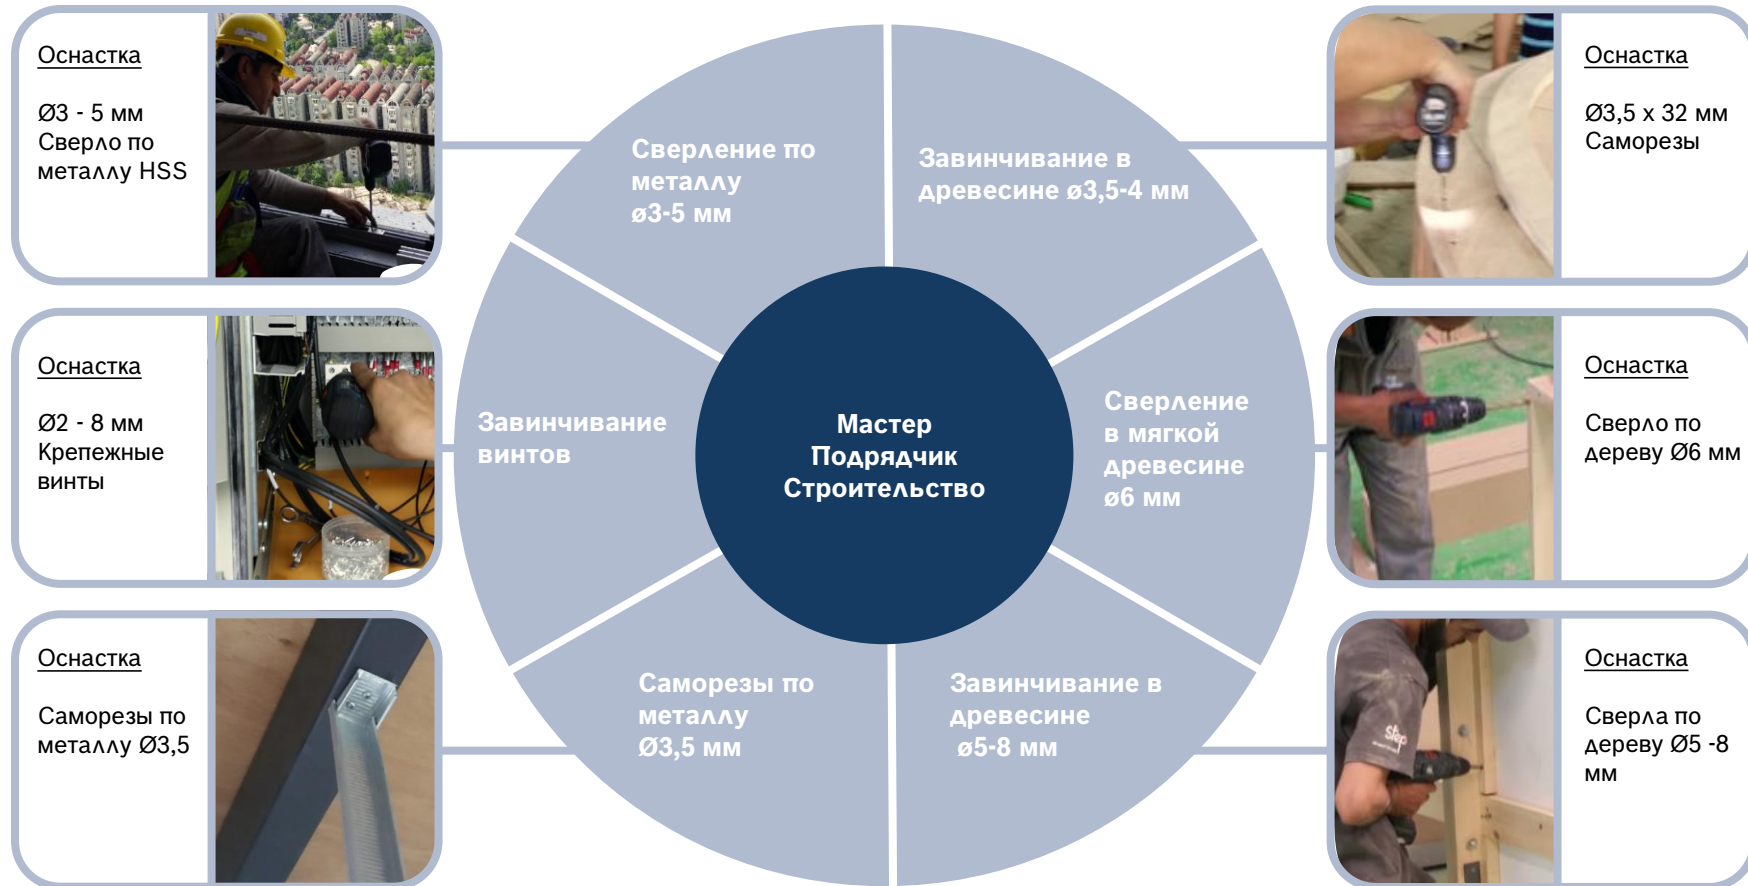 Оснастка
Ø3 - 5 мм
Сверло по
металлу HSS
Оснастка
Ø2 - 8 мм
Крепежные
винты
Оснастка
Саморезы по
металлу Ø3,5
Сверление по
металлу
ø3-5 мм
Завинчивание в
древесине ø3,5-4 мм
Завинчивание
винтов
Мастер
Подрядчик
Строительство
Сверление
в мягкой
древесине
ø6 мм
Саморезы по
металлу
Ø3,5 мм
Завинчивание в
древесине
ø5-8 мм
Оснастка
Ø3,5 x 32 мм
Саморезы
Оснастка
Сверло по
дереву Ø6 мм
step
Оснастка
Сверла по
дереву Ø5 -8
мм